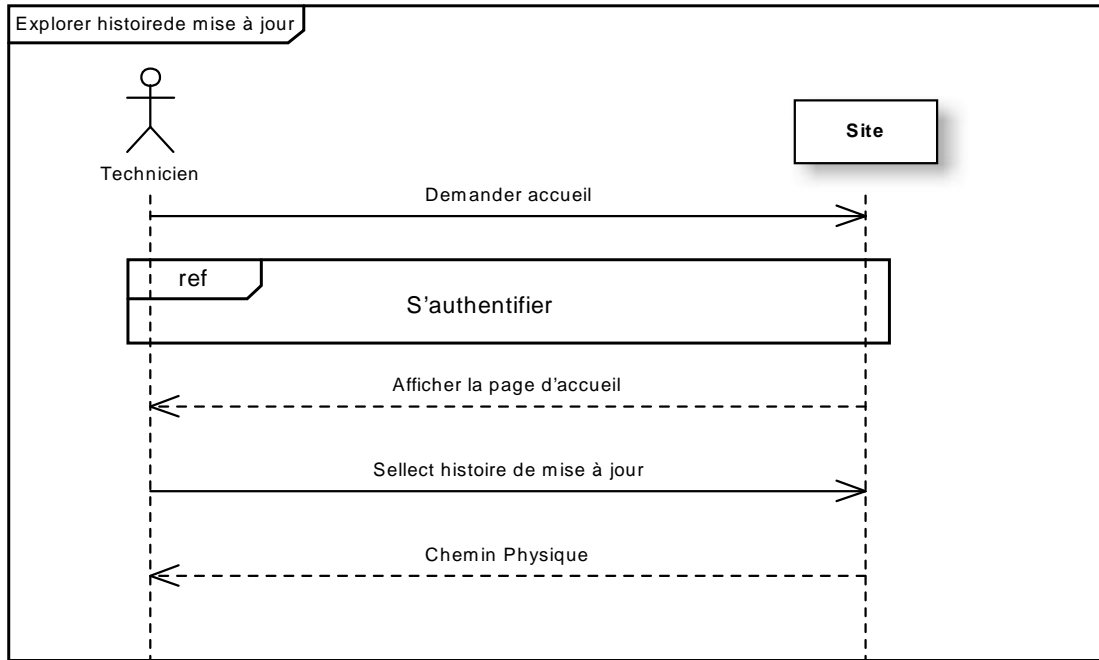 Explorer histoirede mise à jour
Site
Technicien
Demander accueil
ref
S'authentifier
Afficher la page d'accueil
Sellect histoire de mise à jour
Chemin Physique